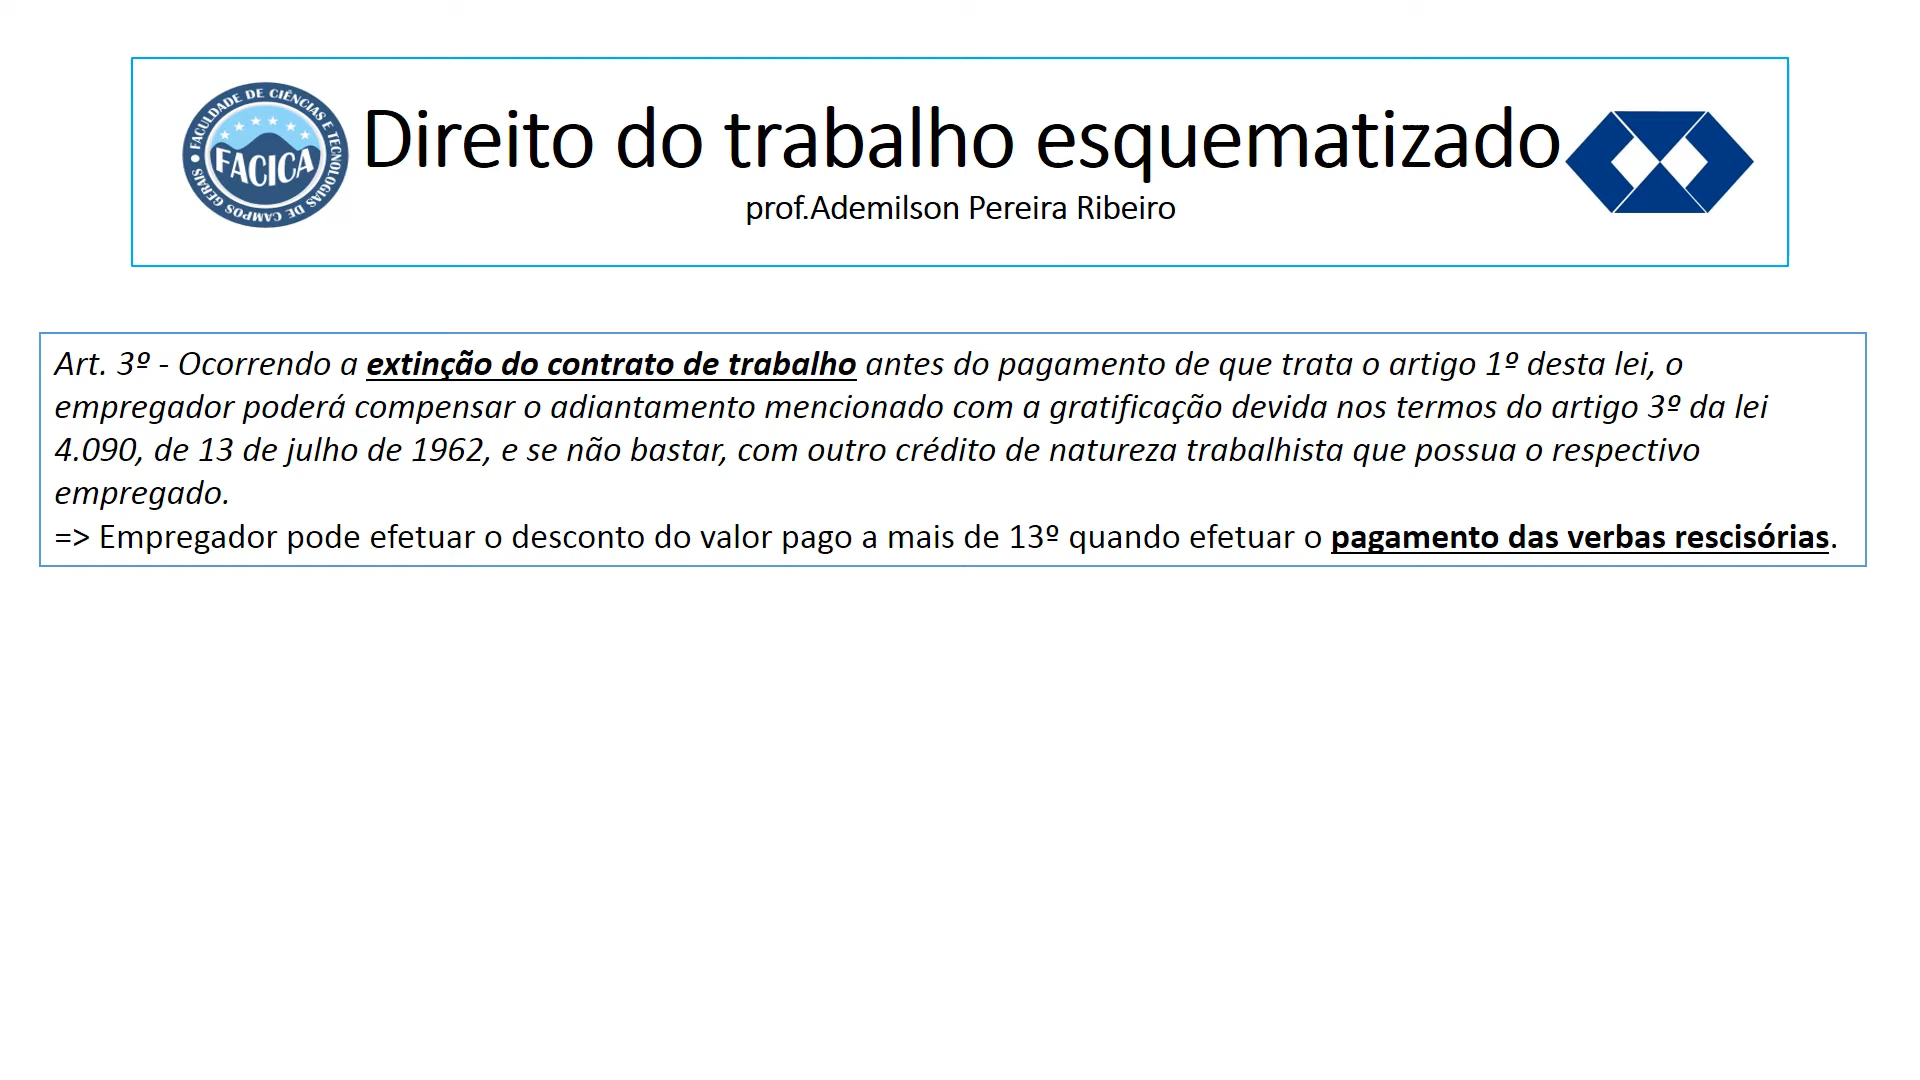 FACULDADE DE CIÊNCIAS E TECNOLOGIAS DE CAMPOS GERAIS
FACICA
Direito do trabalho esquematizado
prof.Ademilson Pereira Ribeiro
Art. 3º - Ocorrendo a extinção do contrato de trabalho antes do pagamento de que trata o artigo 1º desta lei, o
empregador poderá compensar o adiantamento mencionado com a gratificação devida nos termos do artigo 3º da lei
4.090, de 13 de julho de 1962, e se não bastar, com outro crédito de natureza trabalhista que possua o respectivo
empregado.
=> Empregador pode efetuar o desconto do valor pago a mais de 13º quando efetuar o pagamento das verbas rescisórias.